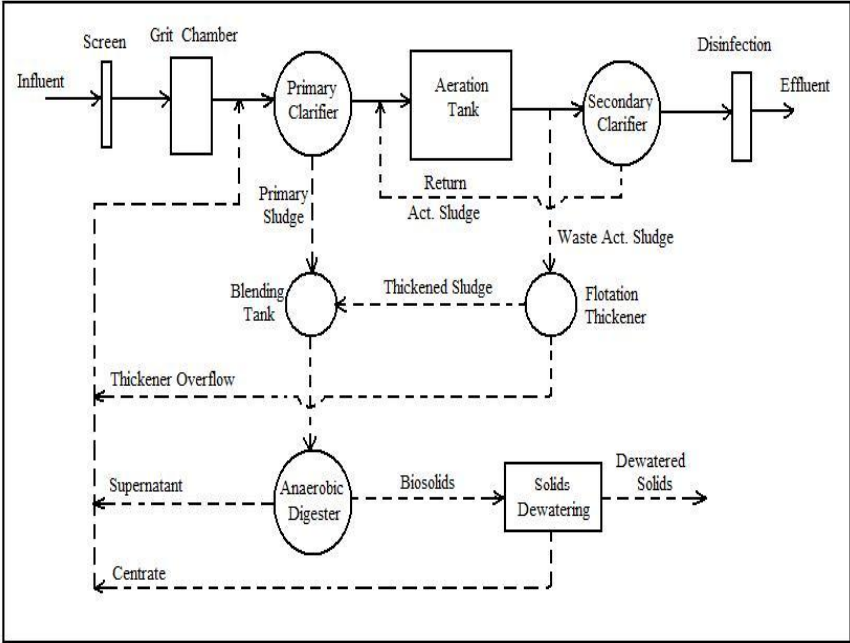 Influent
Screen
Grit Chamber
Primary
Clarifier
Aeration
Tank
Secondary
Clarifier
Disinfection
Effluent
Primary
Sludge
Return
Act. Sludge
Waste Act. Sludge
Blending
Tank
Thickened Sludge
Flotation
Thickener
Thickener Overflow
Supernatant
Anaerobic
Digester
Biosolids
Solids
Dewatering
Dewatered
Solids
Centrate